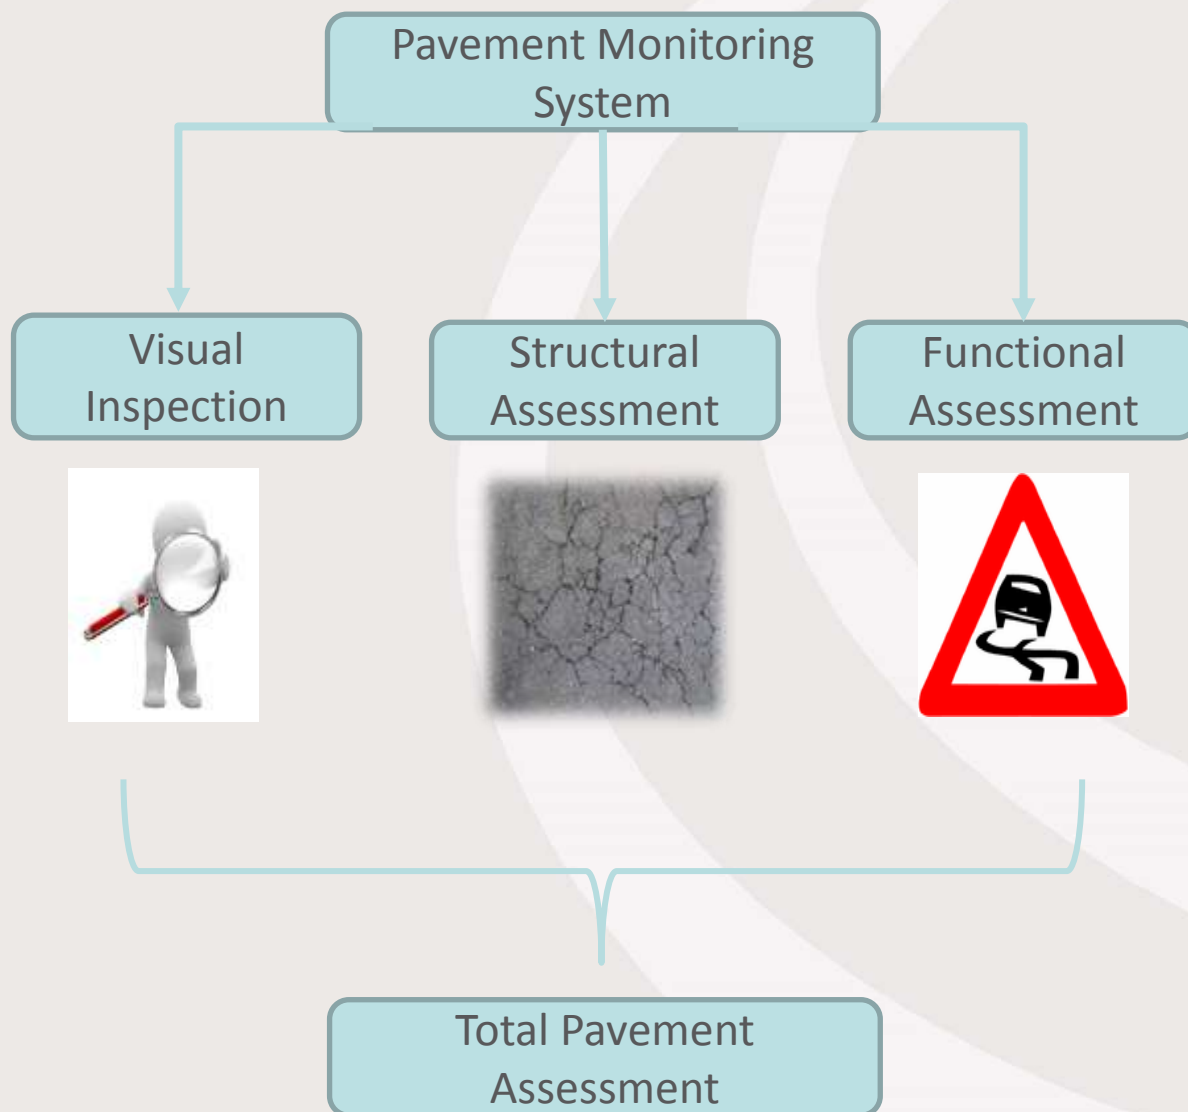 Pavement Monitoring
System
Visual
Inspection
Structural
Assessment
Functional
Assessment
Total Pavement
Assessment